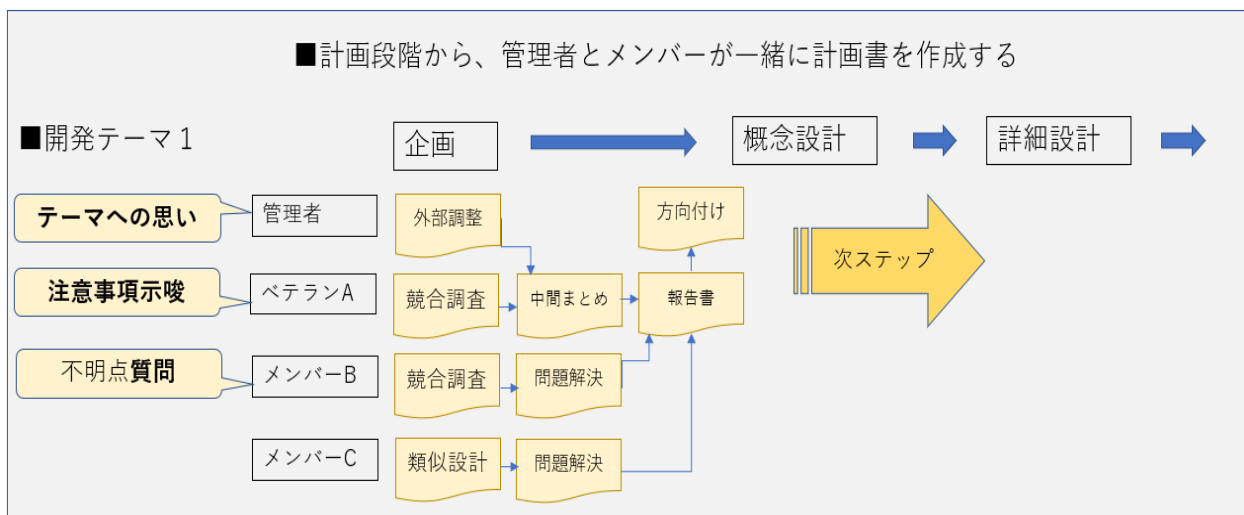 ■計画段階から、管理者とメンバーが一緒に計画書を作成する
■開発テーマ１
企画
概念設計
詳細設計
テーマへの思い
管理者
外部調整
方向付け
次ステップ
注意事項示唆
ベテランA
競合調査
中間まとめ
報告書
不明点質問
メンバーB
競合調査
問題解決
メンバーC
類似設計
問題解決